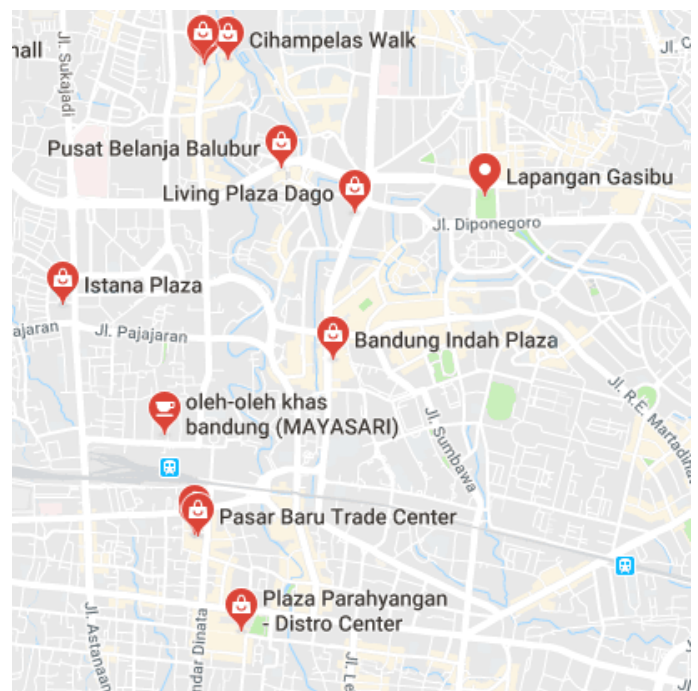 Cihampelas Walk
nall
Jl. Sukajadi
Pusat Belanja Balubur
Living Plaza Dago
Lapangan Gasibu
Jl. Diponegoro
Istana Plaza
ajaran
Jl. Pajajaran
Bandung Indah Plaza
oleh-oleh khas
bandung (MAYASARI)
Jl. R.E. Martadinat
Jl. Sumbawa
Pasar Baru Trade Center
Plaza Parahyangan
- Distro Center
Jl. Astanaan
ndar Dinata
Jl. Le